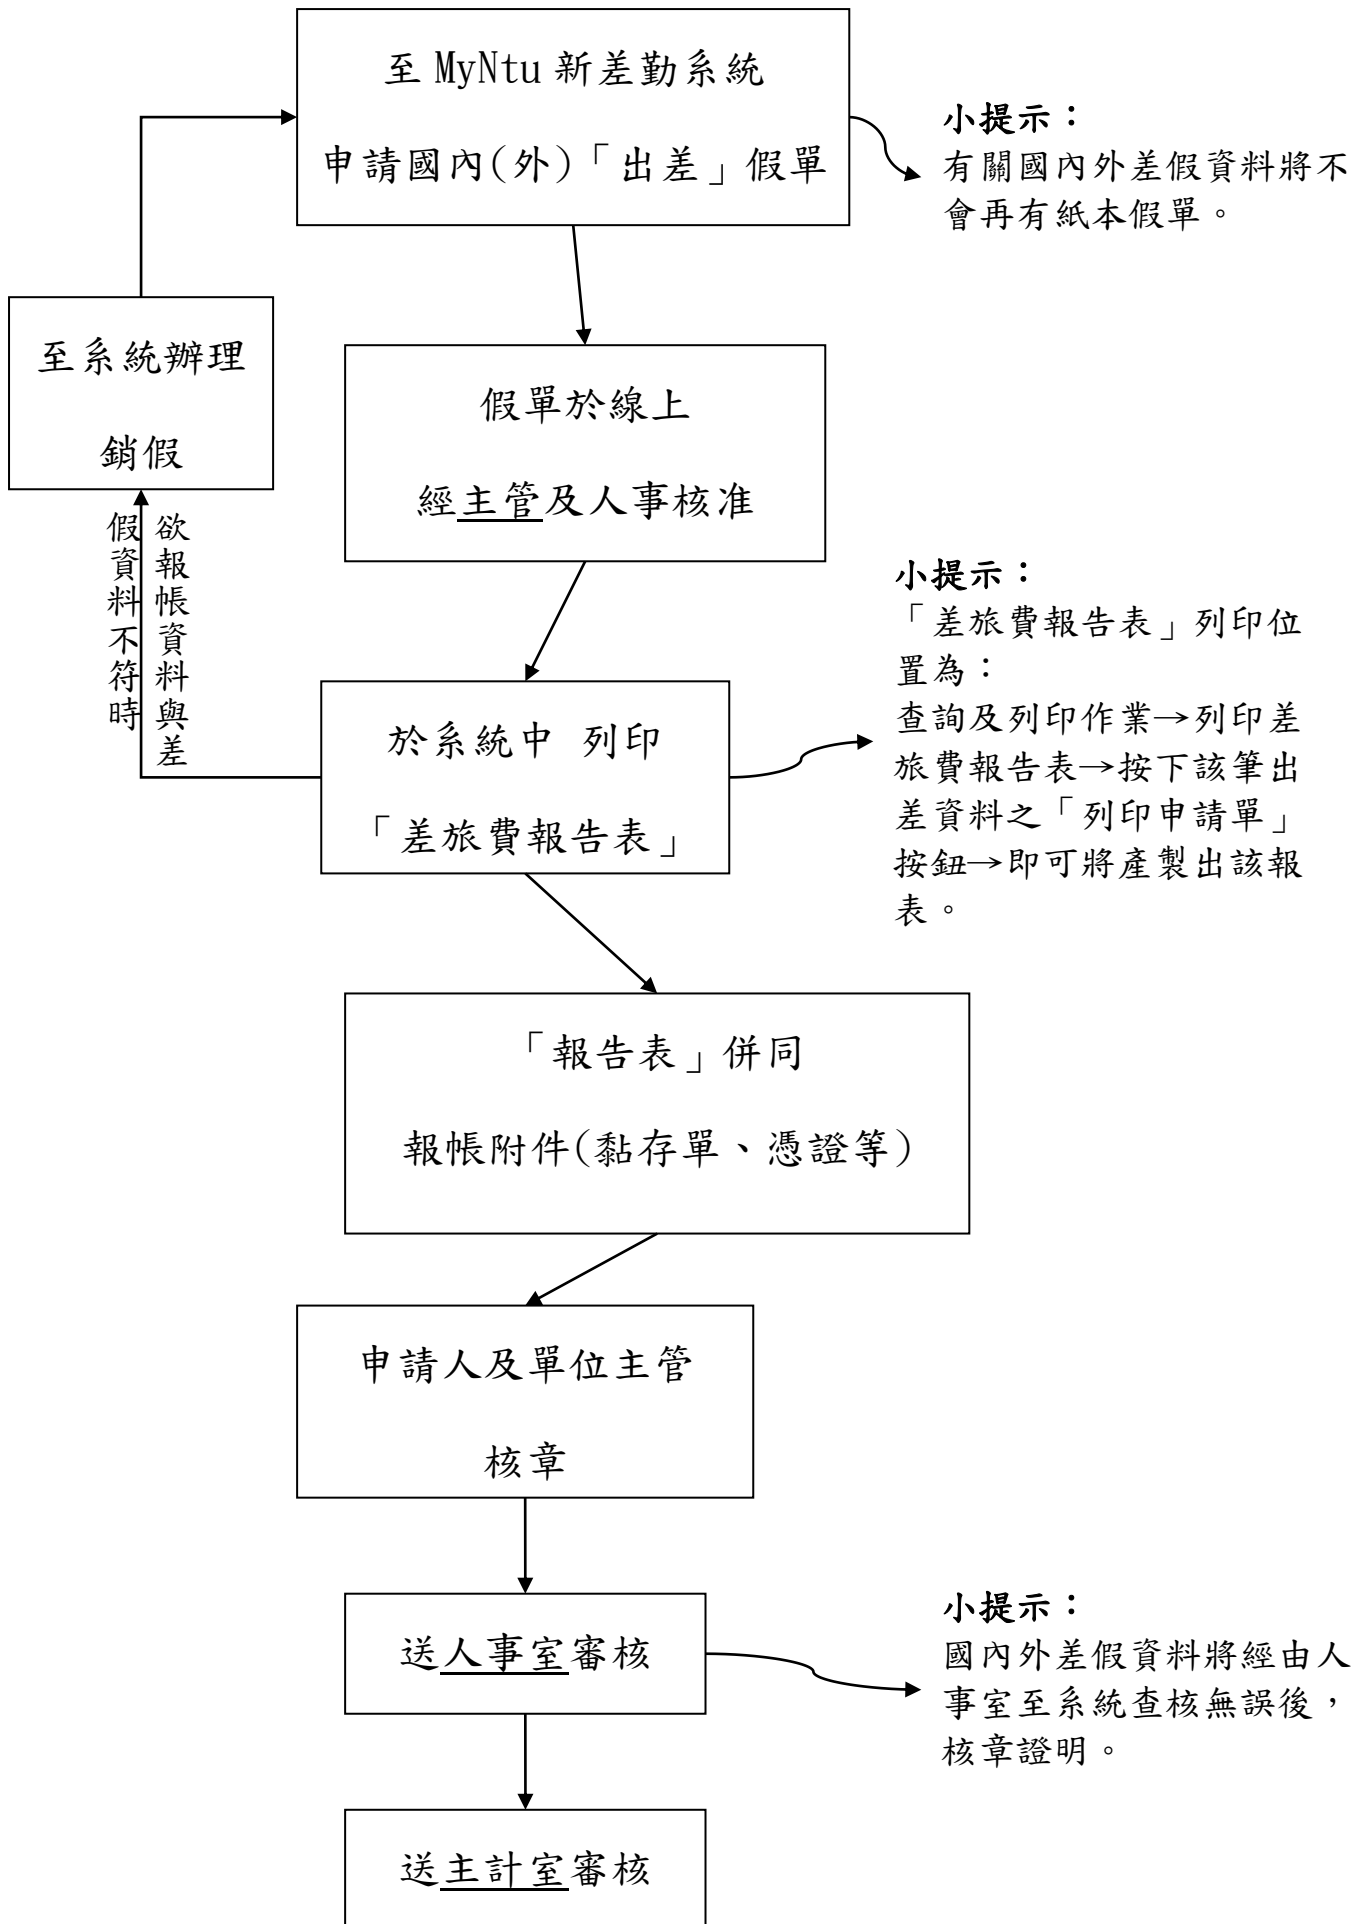 至 MyNtu 新差勤系統
申請國內(外)「出差」假單
小提示：
有關國內外差假資料將不
會再有紙本假單。
至系統辦理
銷假
假單於線上
經主管及人事核准
欲報帳資料與差
假資料不符時
於系統中 列印
「差旅費報告表」
小提示：
「差旅費報告表」列印位
置為：
查詢及列印作業→列印差
旅費報告表→按下該筆出
差資料之「列印申請單」
按鈕→即可將產製出該報
表。
「報告表」併同
報帳附件(黏存單、憑證等)
申請人及單位主管
核章
送人事室審核
小提示：
國內外差假資料將經由人
事室至系統查核無誤後，
核章證明。
送主計室審核